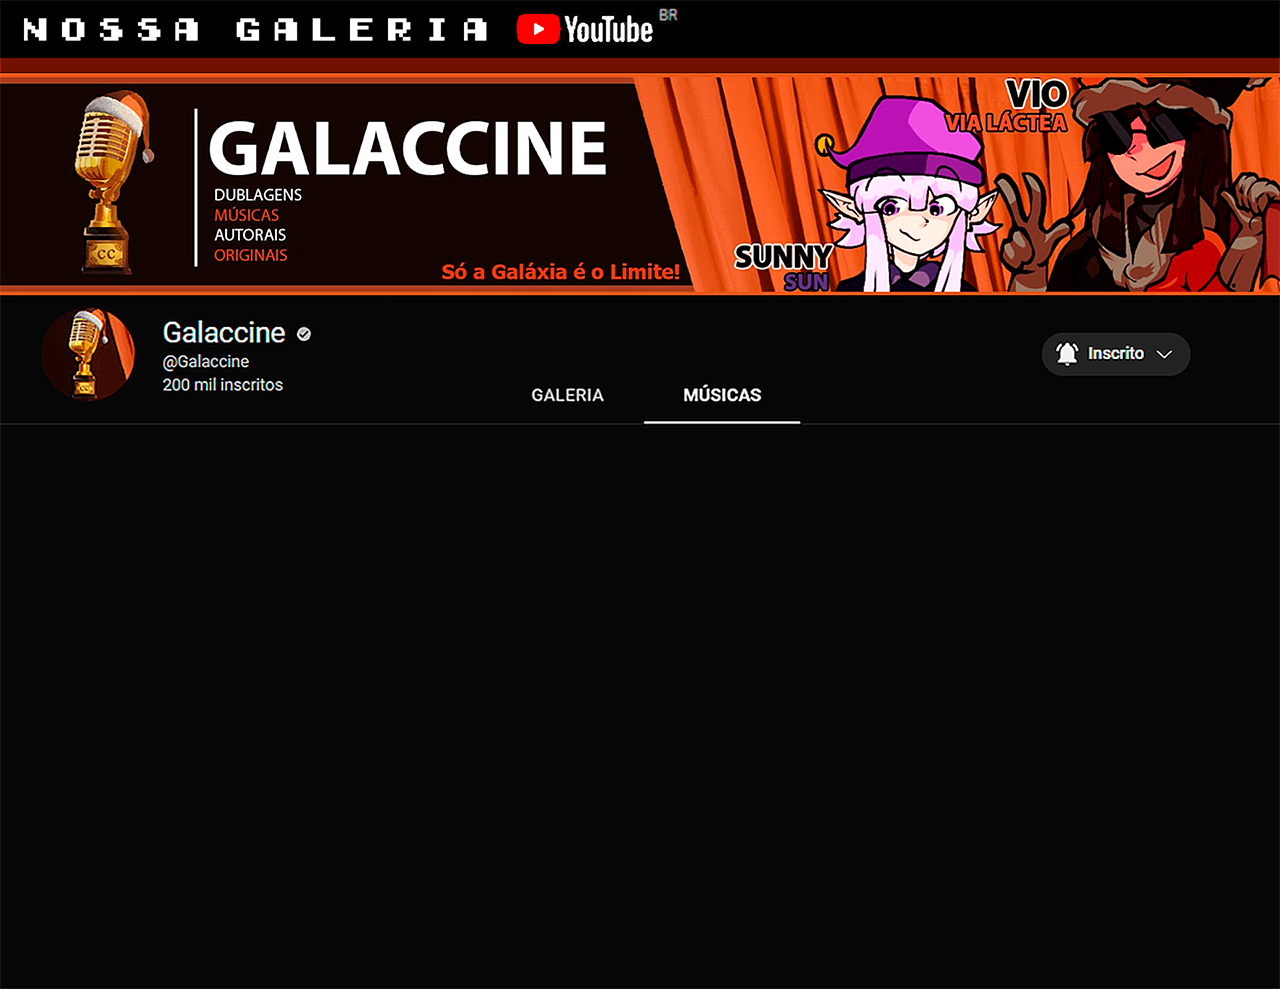 NOSSA GALERIA YouTube BR
GALACCINE
DUBLAGENS
MÚSICAS
AUTORAIS
ORIGINAIS
CC
Só a Galáxia é o Limite!
SUNNY
SUN
VIO
VIA LÁCTEA
Galaccine
@Galaccine
200 mil inscritos
Inscrito
GALERIA MÚSICAS